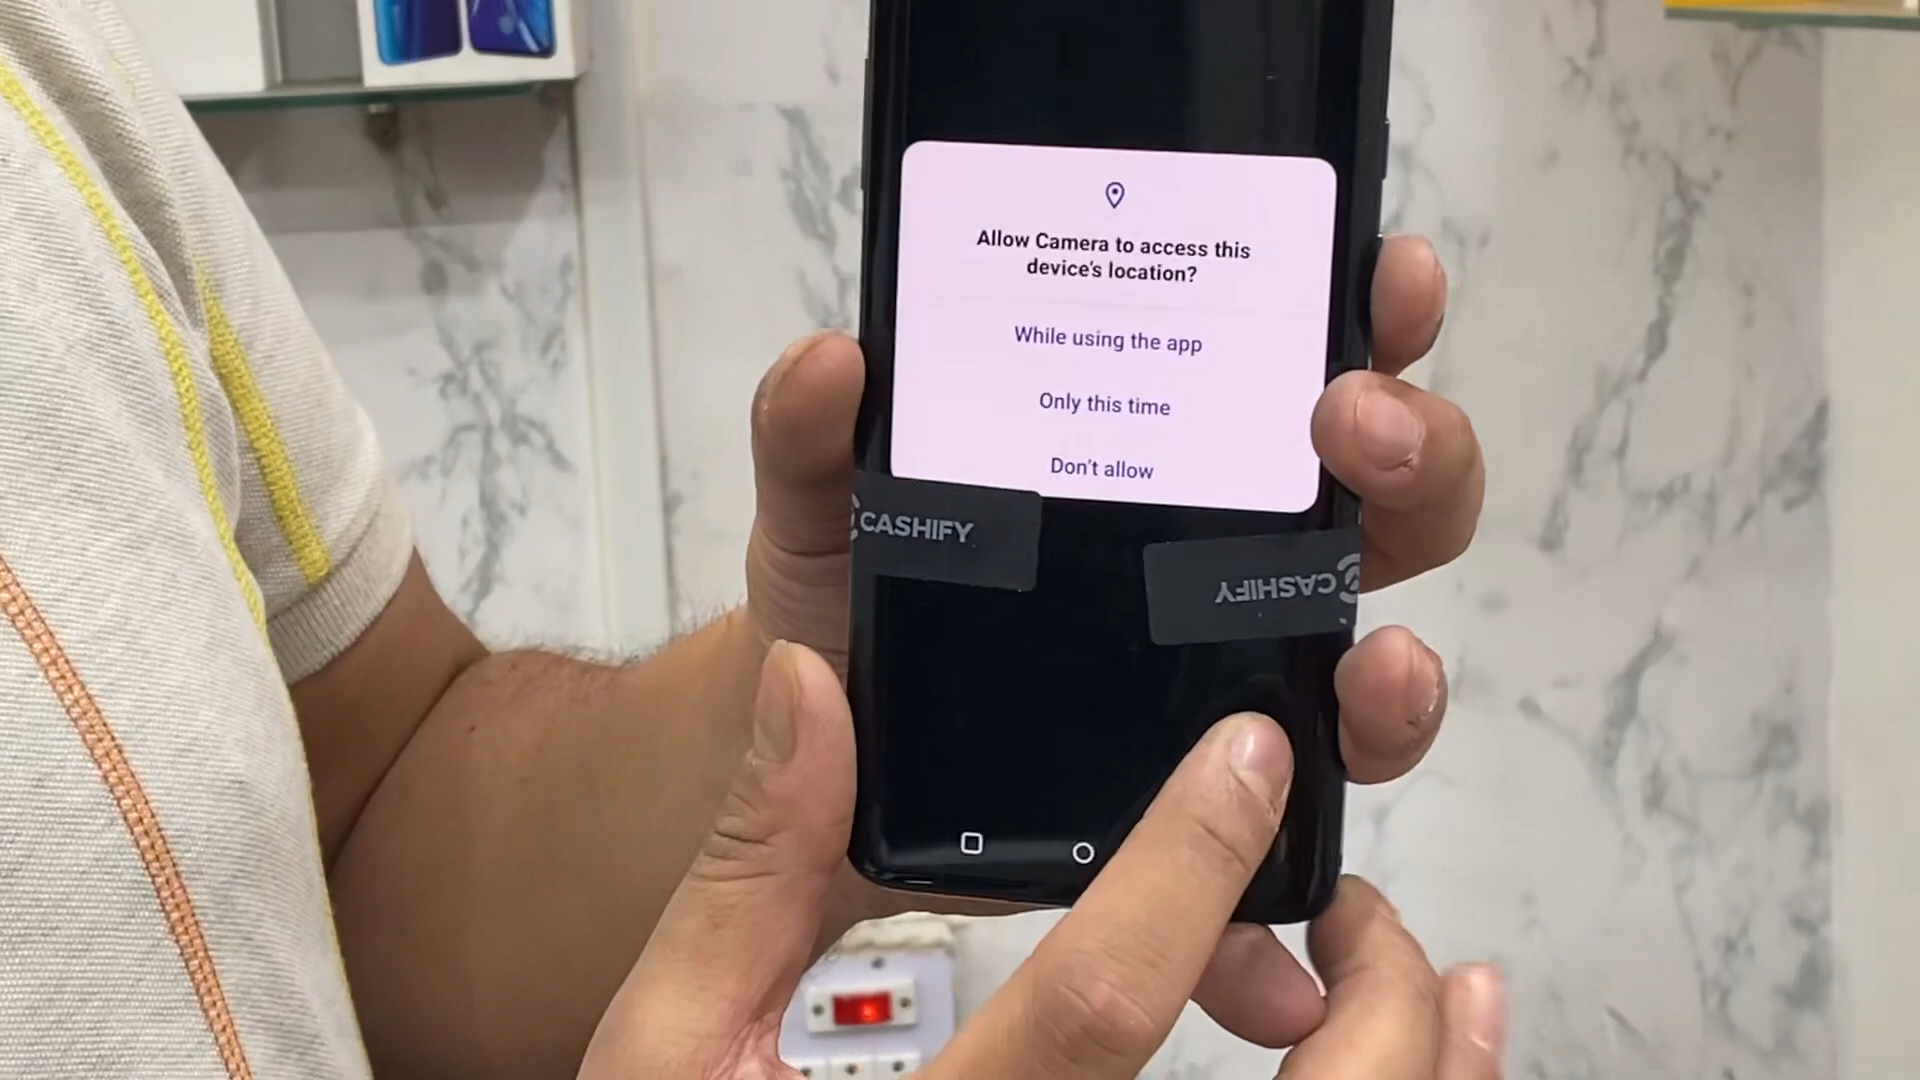 Allow Camera to access this
device's location?
While using the app
Only this time
Don't allow
CASHIFY
CASHIFY